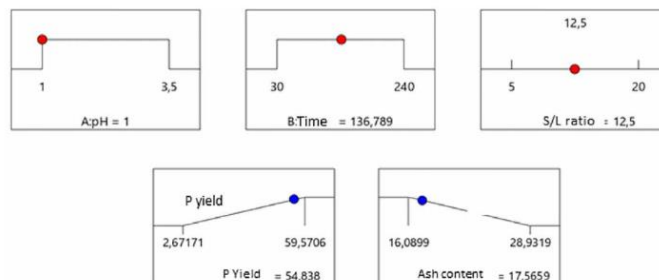 12,5
1 3,5
30 240
5 20
A:pH = 1
B:Time = 136,789
S/L ratio = 12,5
P yield
2,67171 59,5706
16,0899 28,9319
P Yield = 54.838
Ash content = 17.5659